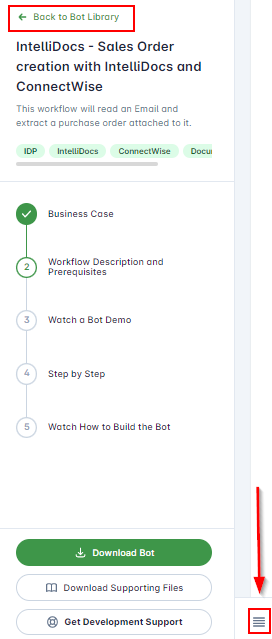 Back to Bot Library
IntelliDocs - Sales Order
creation with IntelliDocs and
ConnectWise
This workflow will read an Email and
extract a purchase order attached to it.
IDP IntelliDocs ConnectWise Docu
Business Case
2 Workflow Description and
Prerequisites
3 Watch a Bot Demo
4 Step by Step
5 Watch How to Build the Bot
Download Bot
Download Supporting Files
Get Development Support